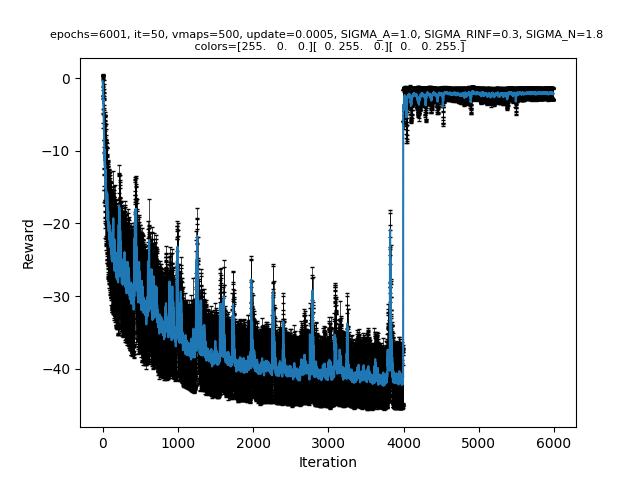 epochs=6001, it=50, vmaps=500, update=0.0005, SIGMA_A=1.0, SIGMA_RINF=0.3, SIGMA_N=1.8
colors=[255. 0. 0.][ 0. 255. 0.][ 0. 0. 255.]
0
−10
−20
−30
−40
Reward
0 1000 2000 3000 4000 5000 6000
Iteration